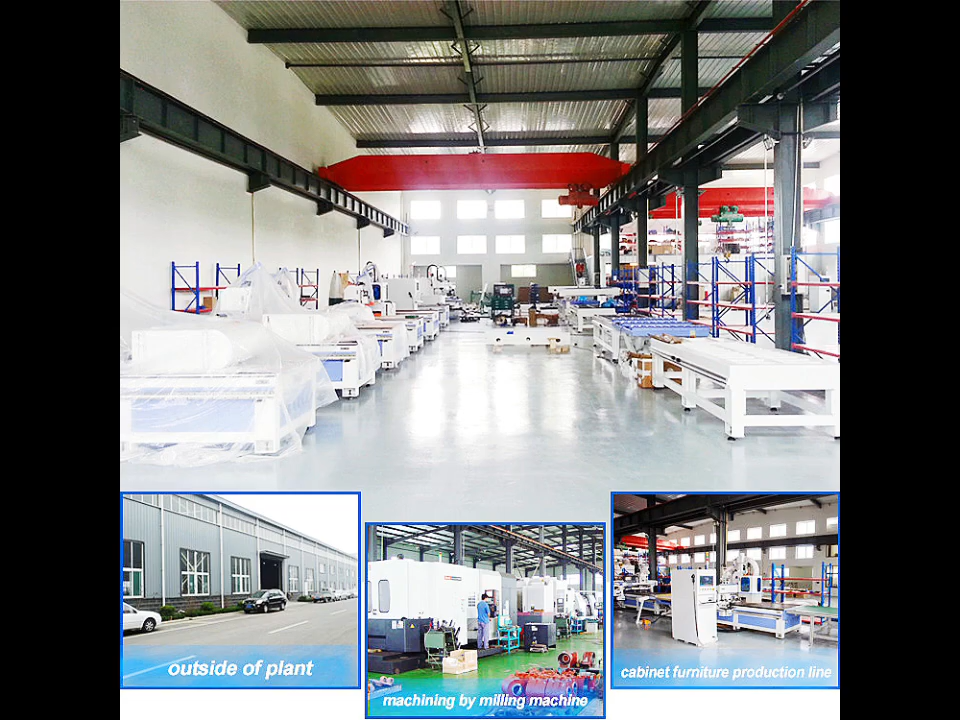 outside of plant
machining by milling machine
cabinet furniture production line